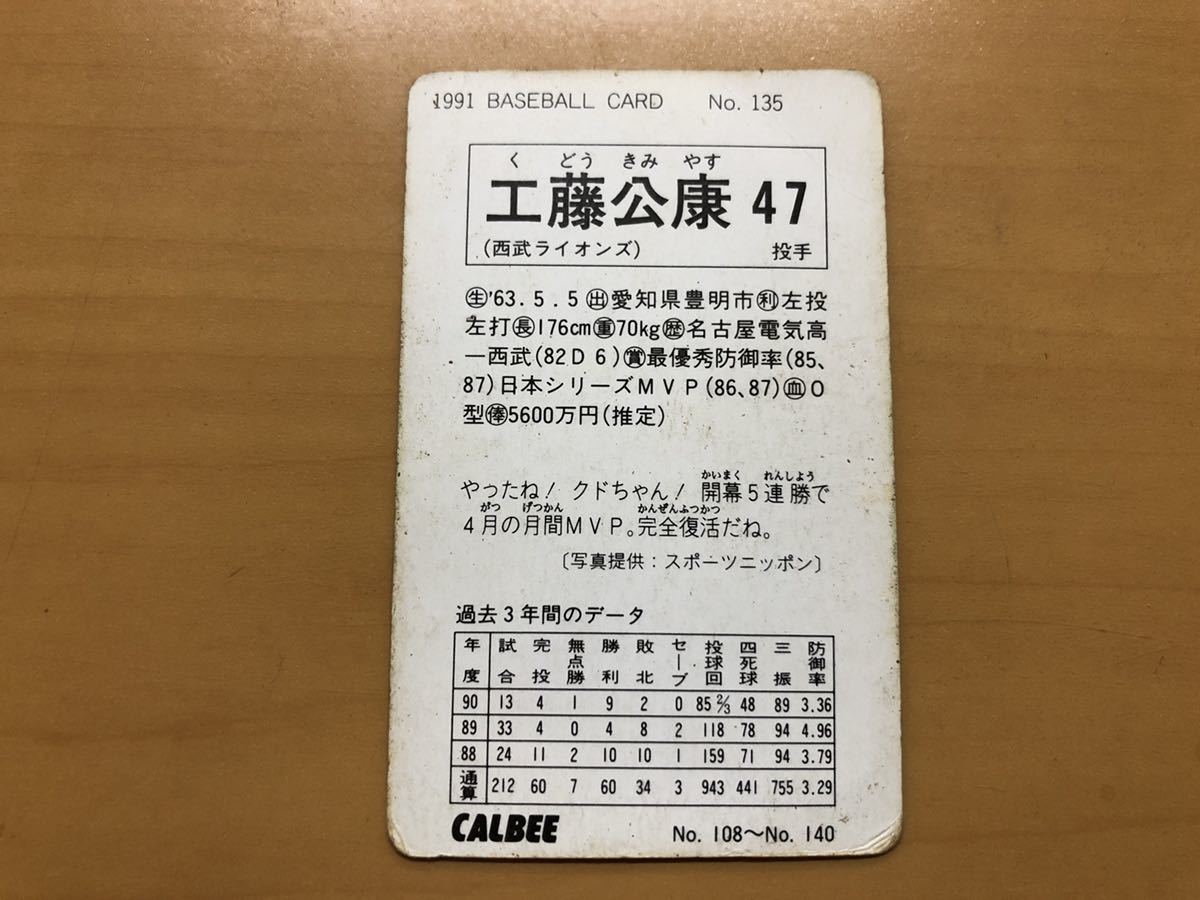 1991 BASEBALL CARD No. 135
く どう きみ やす
工藤公康 47
(西武ライオンズ) 投手
㊌'63. 5 . 5 ㊌愛知県豊明市㊌左投
左打㊌176cm㊌70kg㊌名古屋電気高
―西武(82D6)㊌最優秀防御率(85、
87)日本シリーズMVP(86、87)㊌O
型㊌5600万円(推定)
かいまく れんしょう
やったね! クドちゃん! 開幕5連勝で
がつ げつかん かんぜんふつかつ
4月の月間MVP。完全復活だね。
〔写真提供:スポーツニッポン〕
過去3年間のデータ
年度 試合 完投 無点勝 勝利 敗北 セーブ 投球回 四死球 三振 防御率
90 13 4 1 9 2 0 85 2/3 48 89 3.36
89 33 4 0 4 8 2 118 78 94 4.96
88 24 11 2 10 10 1 159 71 94 3.79
通算 212 60 7 60 34 3 943 441 755 3.29
CALBEE No. 108〜No. 140